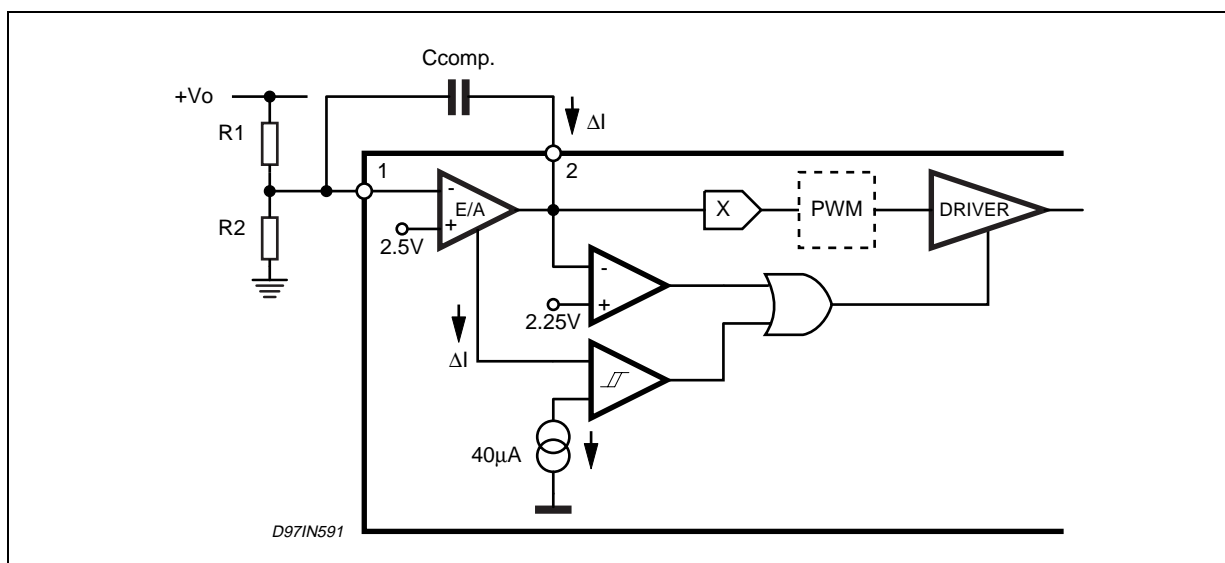 Ccomp.
+Vo
ΔI
R1
1
2
-
E/A
+
X
PWM
DRIVER
R2
2.5V
-
+
2.25V
ΔI
40μA
D97IN591